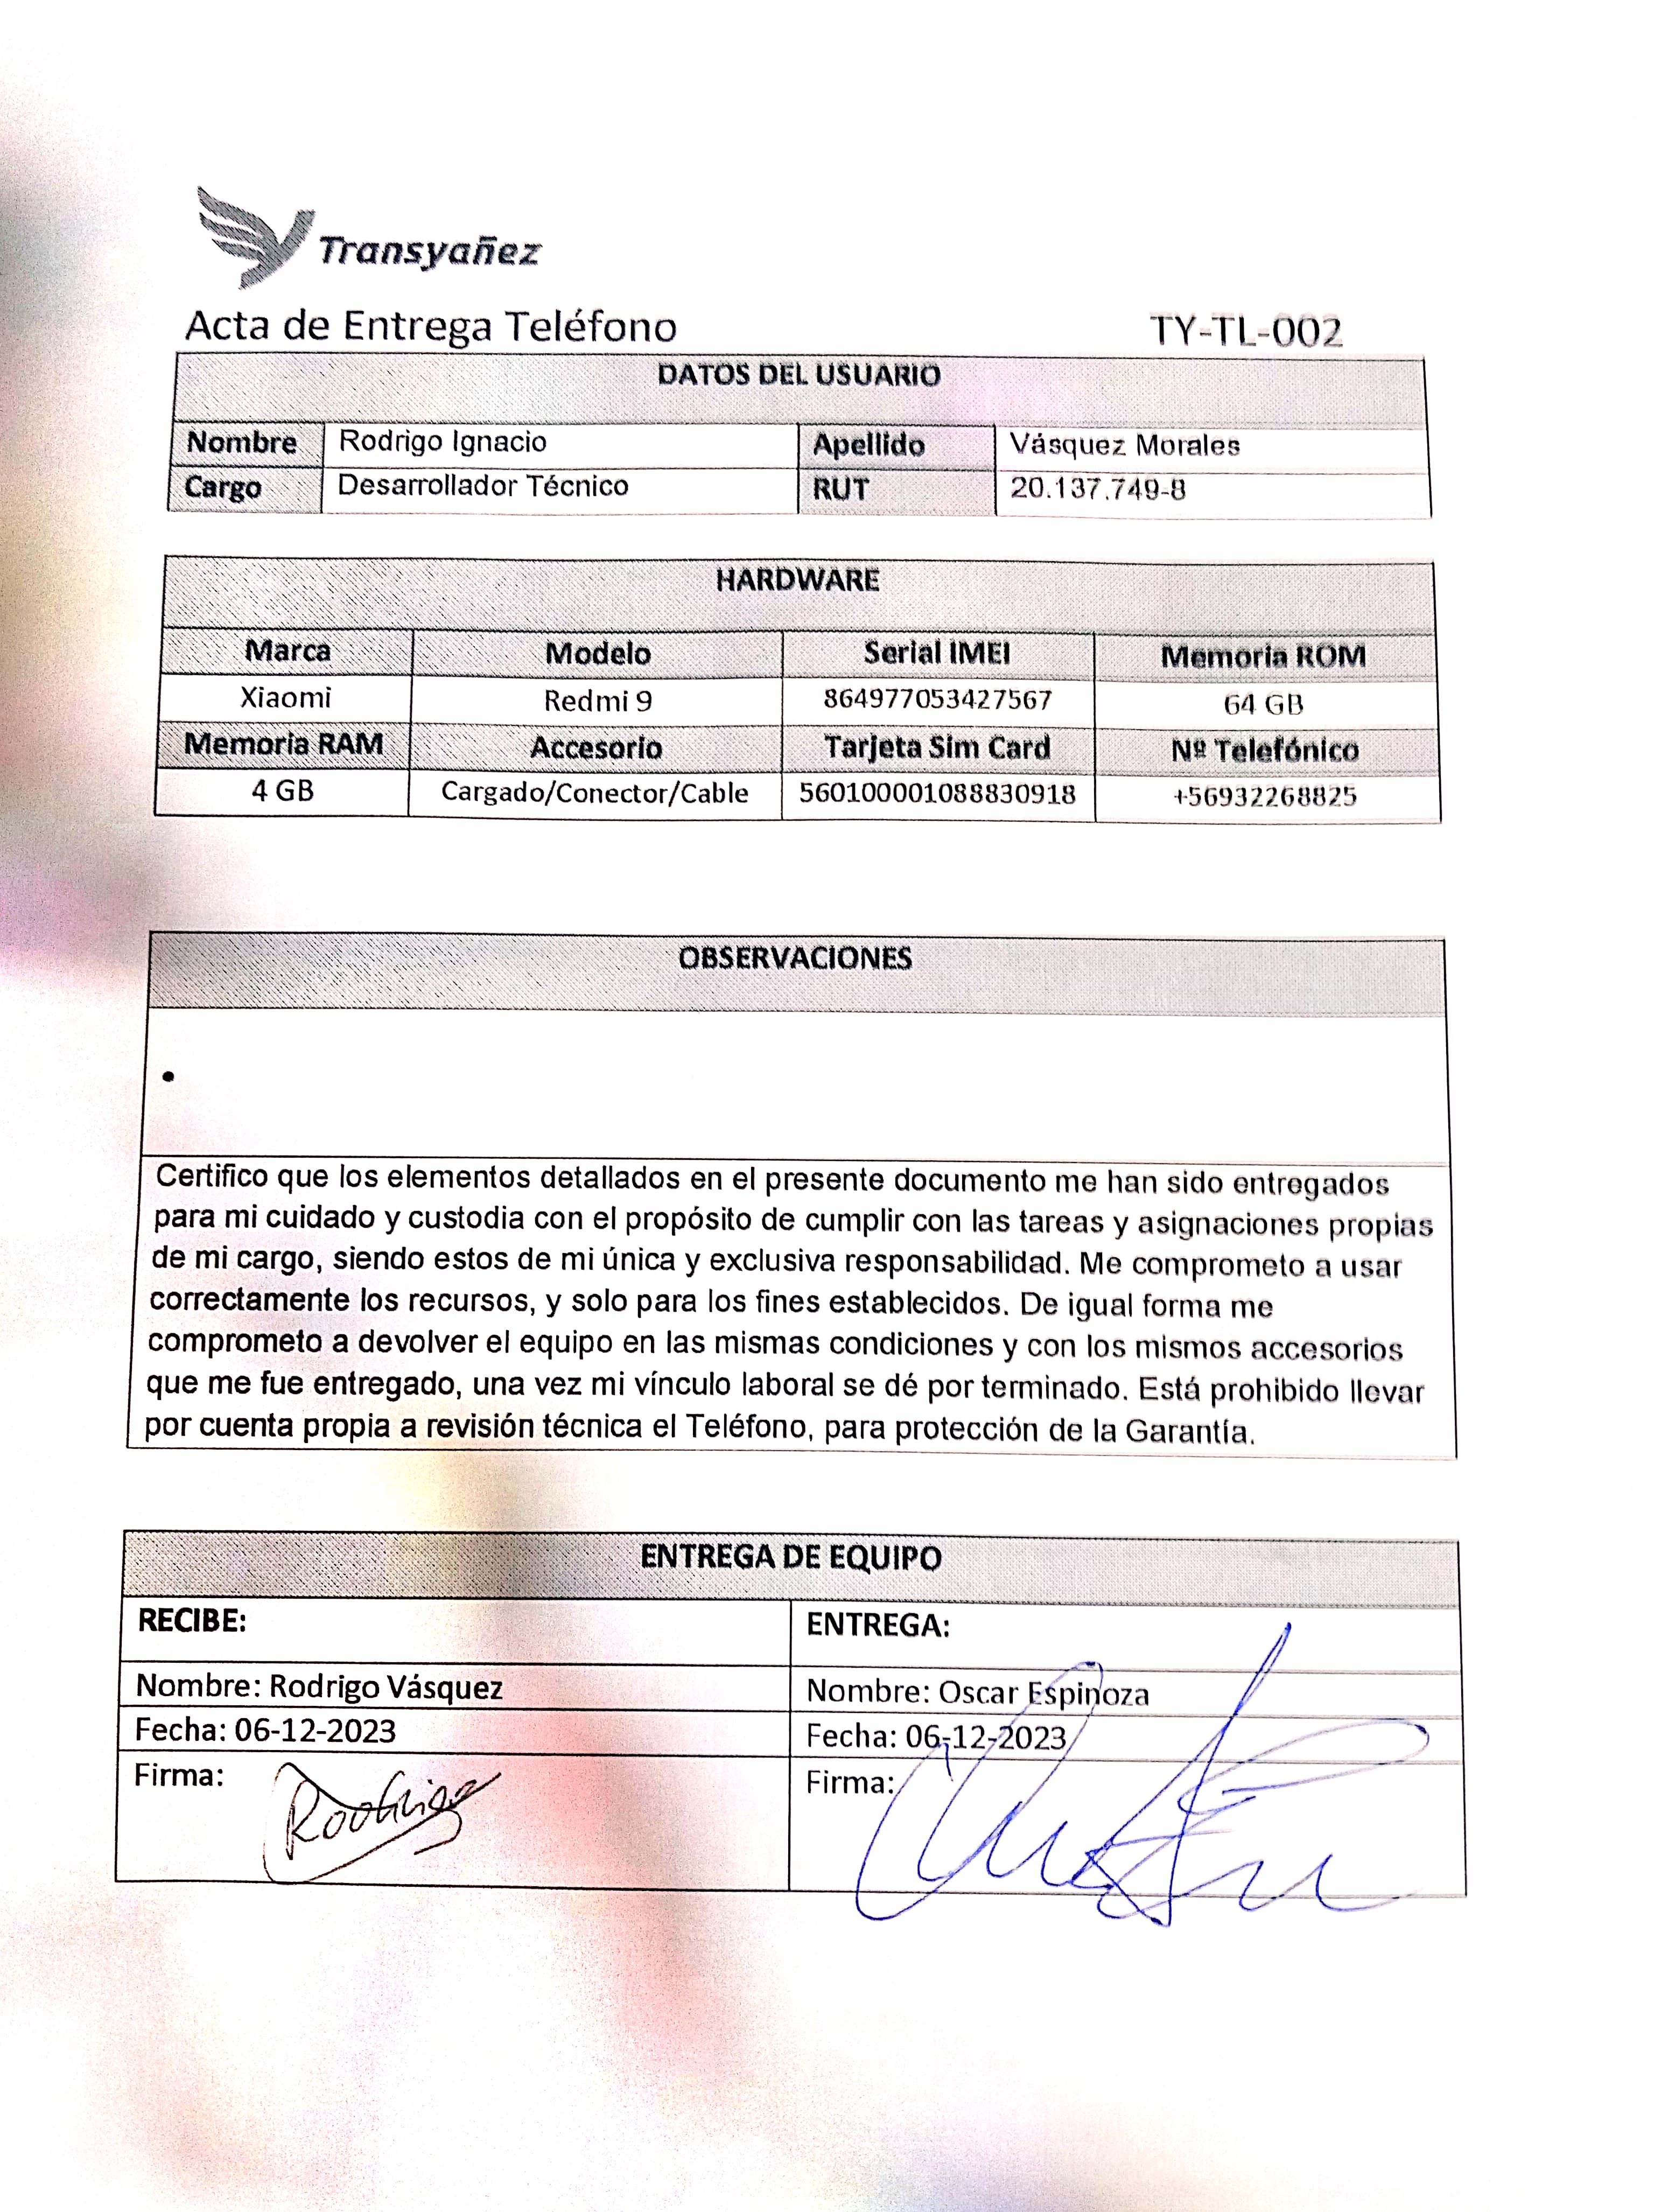 Transyañez
Acta de Entrega Teléfono TY-TL-002
DATOS DEL USUARIO
Nombre Rodrigo Ignacio Apellido Vásquez Morales
Cargo Desarrollador Técnico RUT 20.137.749-8
HARDWARE
Marca Modelo Serial IMEI Memoria ROM
Xiaomi Redmi 9 864977053427567 64 GB
Memoria RAM Accesorio Tarjeta Sim Card Nº Telefónico
4 GB Cargado/Conector/Cable 560100001088830918 +56932268825
OBSERVACIONES
•
Certifico que los elementos detallados en el presente documento me han sido entregados
para mi cuidado y custodia con el propósito de cumplir con las tareas y asignaciones propias
de mi cargo, siendo estos de mi única y exclusiva responsabilidad. Me comprometo a usar
correctamente los recursos, y solo para los fines establecidos. De igual forma me
comprometo a devolver el equipo en las mismas condiciones y con los mismos accesorios
que me fue entregado, una vez mi vínculo laboral se dé por terminado. Está prohibido llevar
por cuenta propia a revisión técnica el Teléfono, para protección de la Garantía.
ENTREGA DE EQUIPO
RECIBE: ENTREGA:
Nombre: Rodrigo Vásquez Nombre: Oscar Espinoza
Fecha: 06-12-2023 Fecha: 06-12-2023
Firma: Rodrigo Firma: